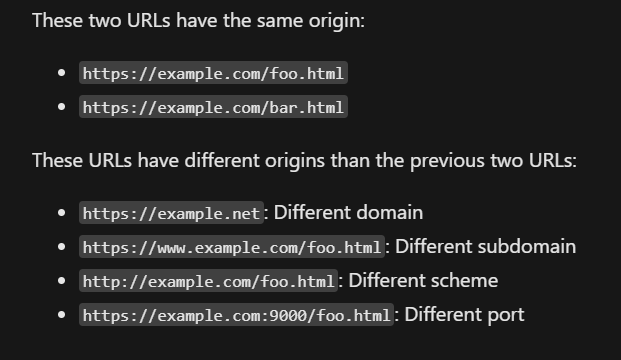 These two URLs have the same origin:
• https://example.com/foo.html
• https://example.com/bar.html
These URLs have different origins than the previous two URLs:
• https://example.net: Different domain
• https://www.example.com/foo.html: Different subdomain
• http://example.com/foo.html: Different scheme
• https://example.com:9000/foo.html: Different port